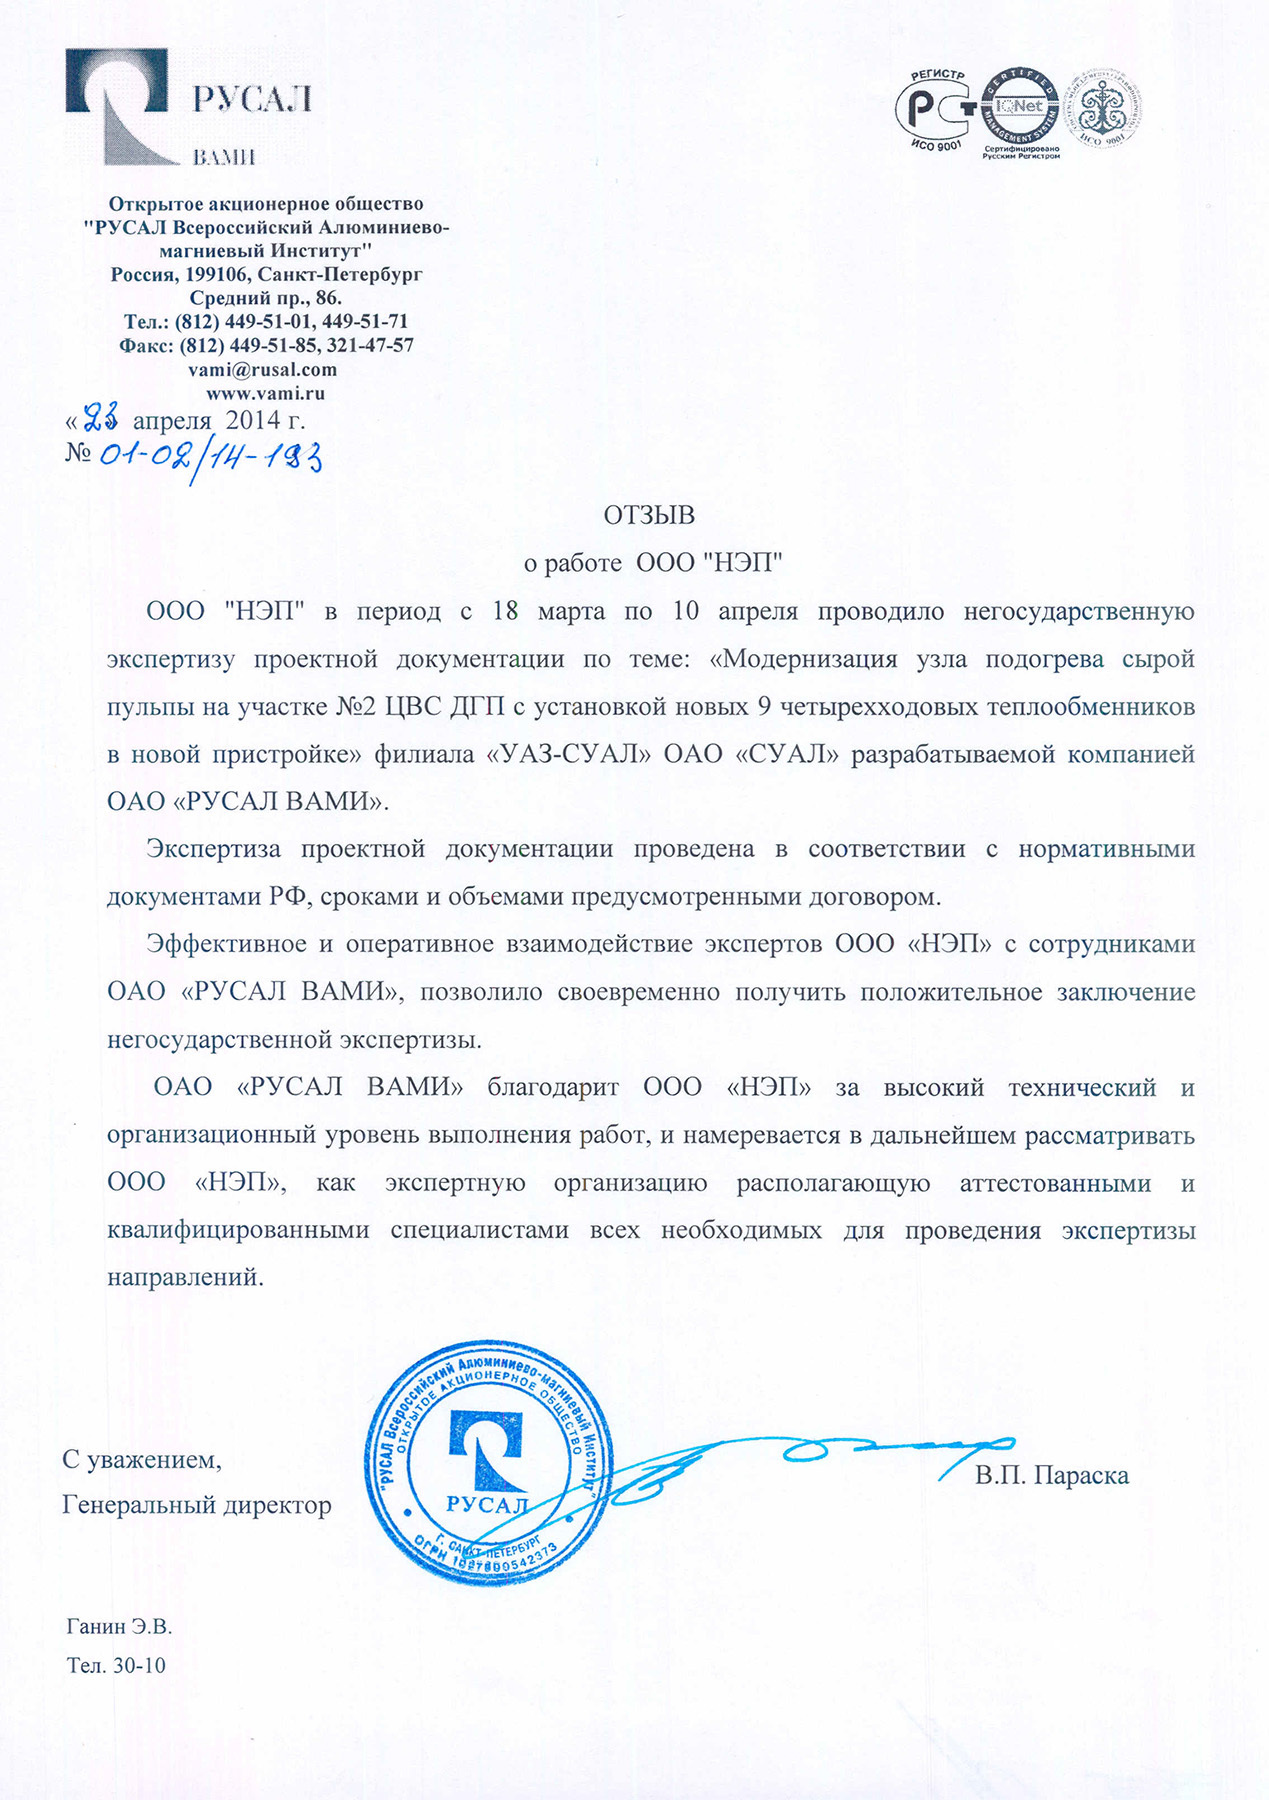 РУСАЛ
ВАМИ
РЕГИСТР
РСТ
ИСО 9001
CERTIFIED
IQNet
MANAGEMENT SYSTEM
Сертифицировано
Русским Регистром
ИСО 9001
Открытое акционерное общество
"РУСАЛ Всероссийский Алюминиево-
магниевый Институт"
Россия, 199106, Санкт-Петербург
Средний пр., 86.
Тел.: (812) 449-51-01, 449-51-71
Факс: (812) 449-51-85, 321-47-57
vami@rusal.com
www.vami.ru
« 23 » апреля 2014 г.
№ 01-02/14-193
ОТЗЫВ
о работе ООО "НЭП"
ООО "НЭП" в период с 18 марта по 10 апреля проводило негосударственную
экспертизу проектной документации по теме: «Модернизация узла подогрева сырой
пульпы на участке №2 ЦВС ДГП с установкой новых 9 четырехходовых теплообменников
в новой пристройке» филиала «УАЗ-СУАЛ» ОАО «СУАЛ» разрабатываемой компанией
ОАО «РУСАЛ ВАМИ».
Экспертиза проектной документации проведена в соответствии с нормативными
документами РФ, сроками и объемами предусмотренными договором.
Эффективное и оперативное взаимодействие экспертов ООО «НЭП» с сотрудниками
ОАО «РУСАЛ ВАМИ», позволило своевременно получить положительное заключение
негосударственной экспертизы.
ОАО «РУСАЛ ВАМИ» благодарит ООО «НЭП» за высокий технический и
организационный уровень выполнения работ, и намеревается в дальнейшем рассматривать
ООО «НЭП», как экспертную организацию располагающую аттестованными и
квалифицированными специалистами всех необходимых для проведения экспертизы
направлений.
"РУСАЛ Всероссийский Алюминиево-магниевый Институт"
ОТКРЫТОЕ АКЦИОНЕРНОЕ ОБЩЕСТВО
РУСАЛ
Г. САНКТ-ПЕТЕРБУРГ
ОГРН 1027800542373
С уважением,
Генеральный директор
В.П. Параска
Ганин Э.В.
Тел. 30-10